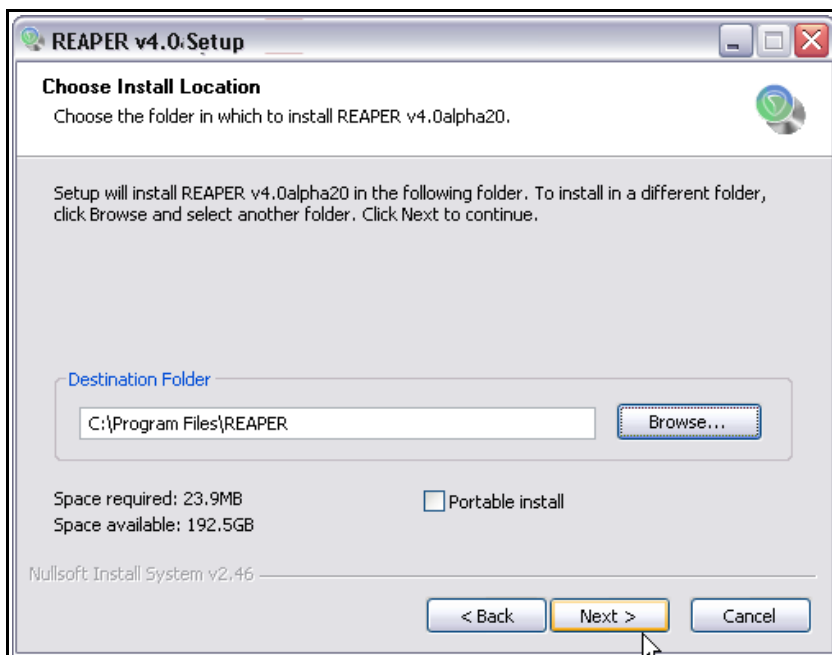 REAPER v4.0 Setup
Choose Install Location
Choose the folder in which to install REAPER v4.0alpha20.
Setup will install REAPER v4.0alpha20 in the following folder. To install in a different folder,
click Browse and select another folder. Click Next to continue.
Destination Folder
C:\Program Files\REAPER
Browse...
Space required: 23.9MB
Portable install
Space available: 192.5GB
Nullsoft Install System v2.46
< Back
Next >
Cancel